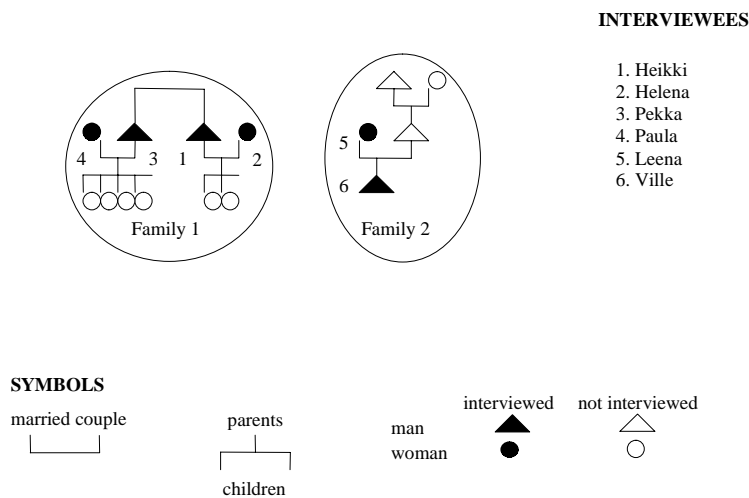 INTERVIEWEES
1. Heikki
2. Helena
3. Pekka
4. Paula
5. Leena
6. Ville
4 3 1 2
Family 1
5
6
Family 2
SYMBOLS
married couple
parents
children
interviewed not interviewed
man
woman